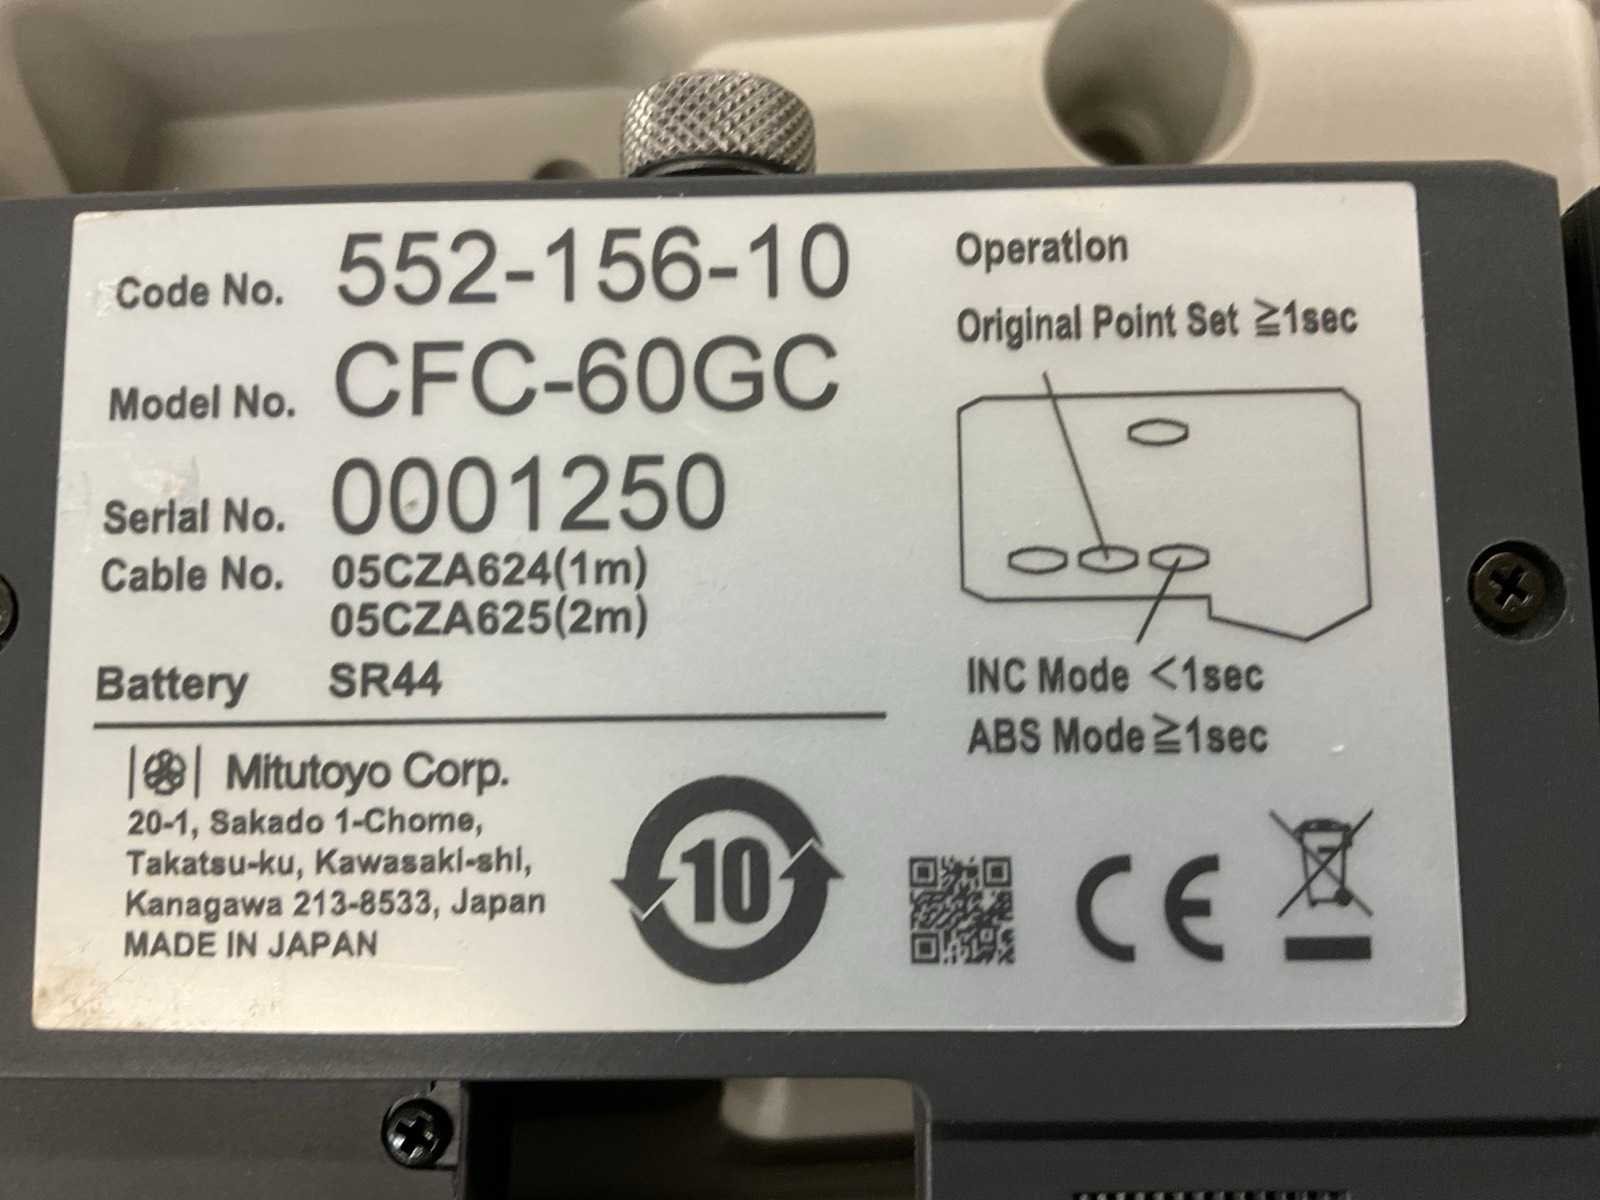 Code No. 552-156-10
Model No. CFC-60GC
Serial No. 0001250
Cable No. 05CZA624(1m)
05CZA625(2m)
Battery SR44
Mitutoyo Corp.
20-1, Sakado 1-Chome,
Takatsu-ku, Kawasaki-shi,
Kanagawa 213-8533, Japan
MADE IN JAPAN
10
Operation
Original Point Set ≧1sec
INC Mode <1sec
ABS Mode≧1sec
CE